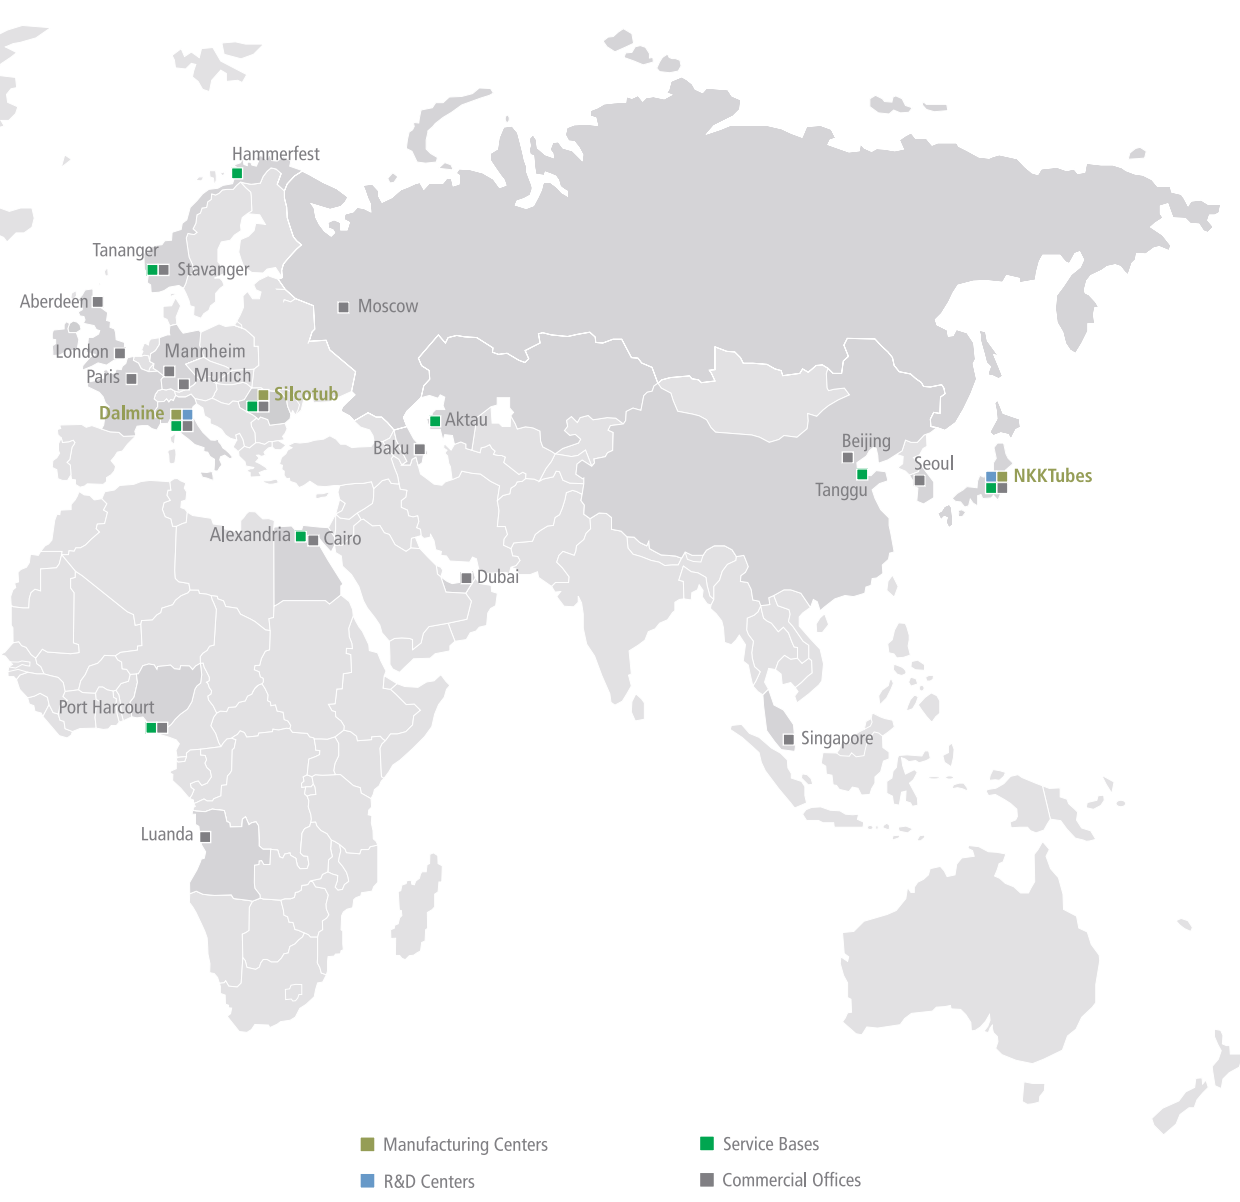 Hammerfest
Tananger
Stavanger
Aberdeen
Moscow
London
Mannheim
Paris
Munich
Silcotub
Dalmine
Aktau
Baku
Beijing
Seoul
NKKTubes
Tanggu
Alexandria
Cairo
Dubai
Port Harcourt
Singapore
Luanda
Manufacturing Centers
Service Bases
R&D Centers
Commercial Offices